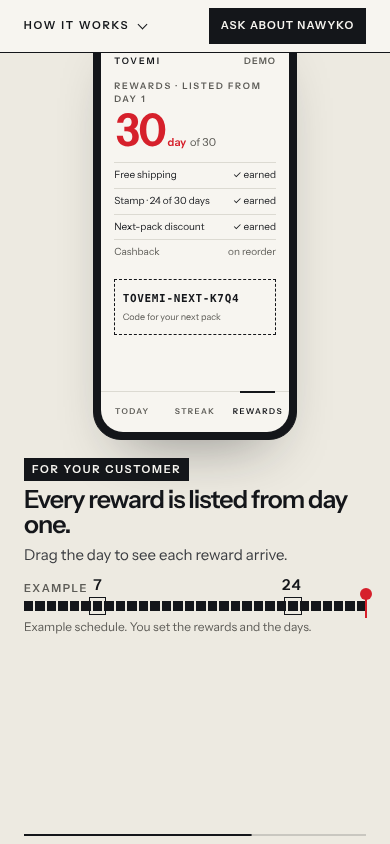 HOW IT WORKS
ASK ABOUT NAWYKO
TOVEMI DEMO
REWARDS · LISTED FROM
DAY 1
30 day of 30
Free shipping ✓ earned
Stamp · 24 of 30 days ✓ earned
Next-pack discount ✓ earned
Cashback on reorder
TOVEMI-NEXT-K7Q4
Code for your next pack
TODAY STREAK REWARDS
FOR YOUR CUSTOMER
Every reward is listed from day
one.
Drag the day to see each reward arrive.
EXAMPLE 7 24
Example schedule. You set the rewards and the days.